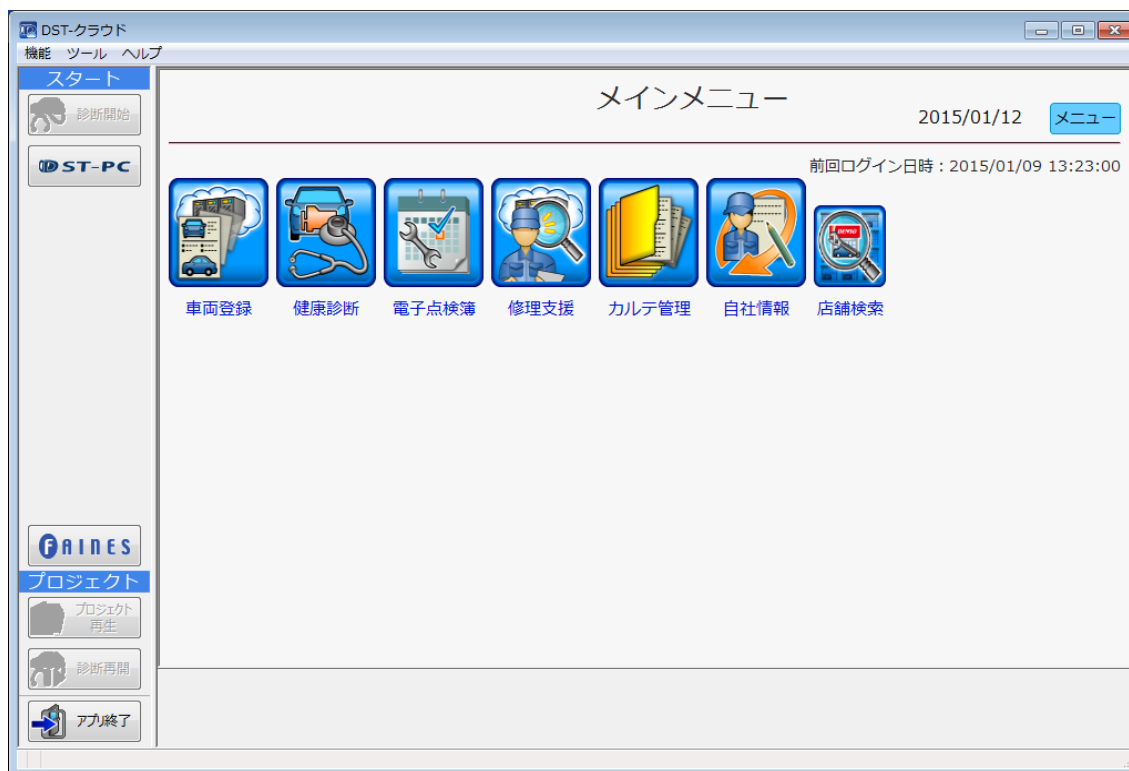 DST-クラウド
機能 ツール ヘルプ
スタート
診断開始
DST-PC
FAINES
プロジェクト
プロジェクト
再生
診断再開
アプリ終了
メインメニュー
2015/01/12
メニュー
前回ログイン日時：2015/01/09 13:23:00
車両登録
健康診断
電子点検簿
修理支援
カルテ管理
自社情報
DENSO
店舗検索